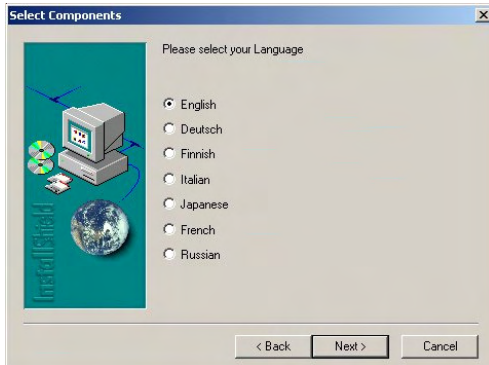 Select Components
Please select your Language
English
Deutsch
Finnish
Italian
Japanese
French
Russian
InstallShield
< Back
Next >
Cancel